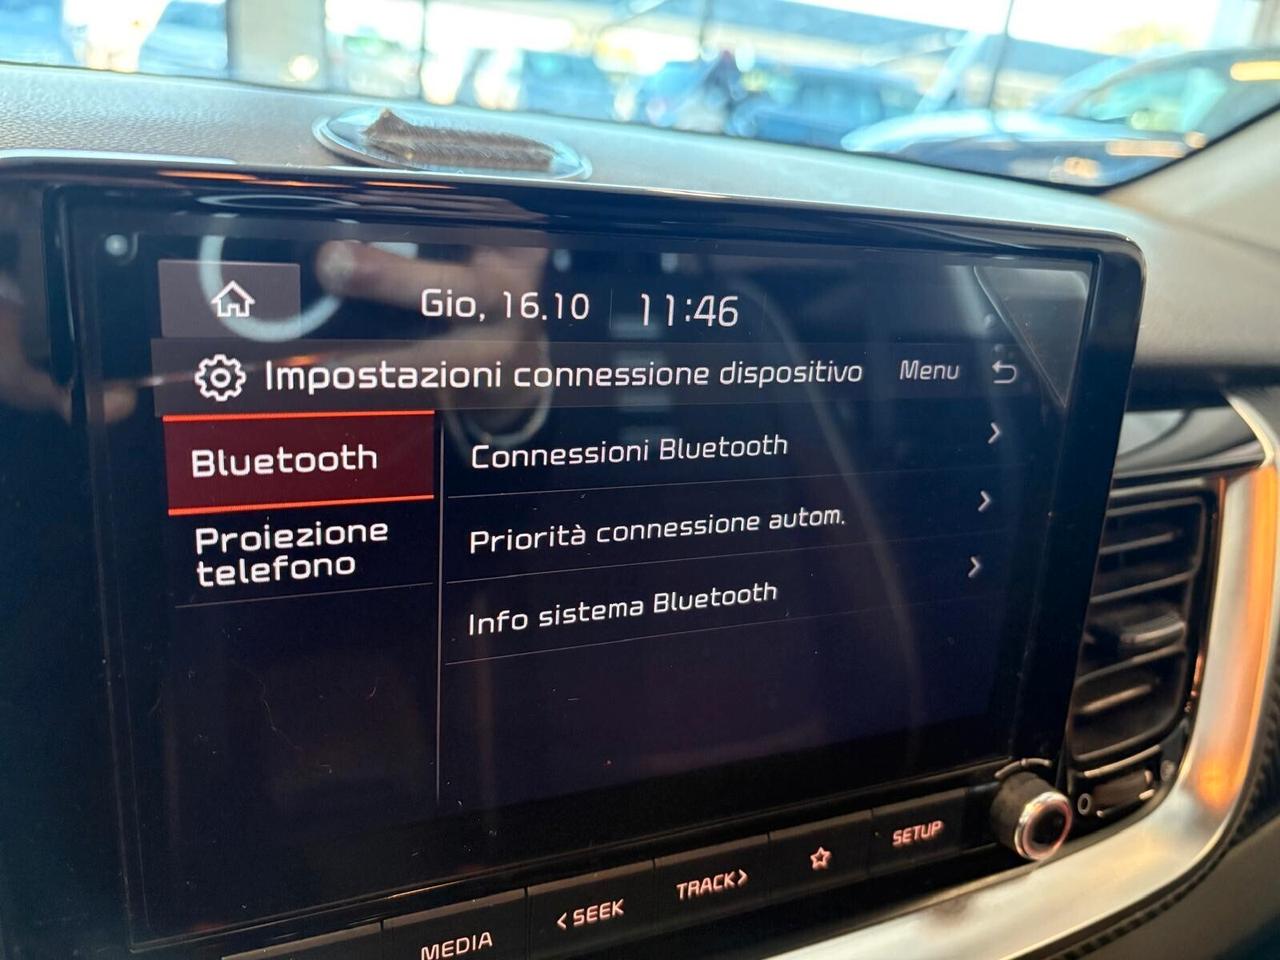 Gio, 16.10 11:46
Impostazioni connessione dispositivo Menu
Bluetooth
Proiezione
telefono
Connessioni Bluetooth
Priorità connessione autom.
Info sistema Bluetooth
MEDIA <SEEK TRACK> SETUP